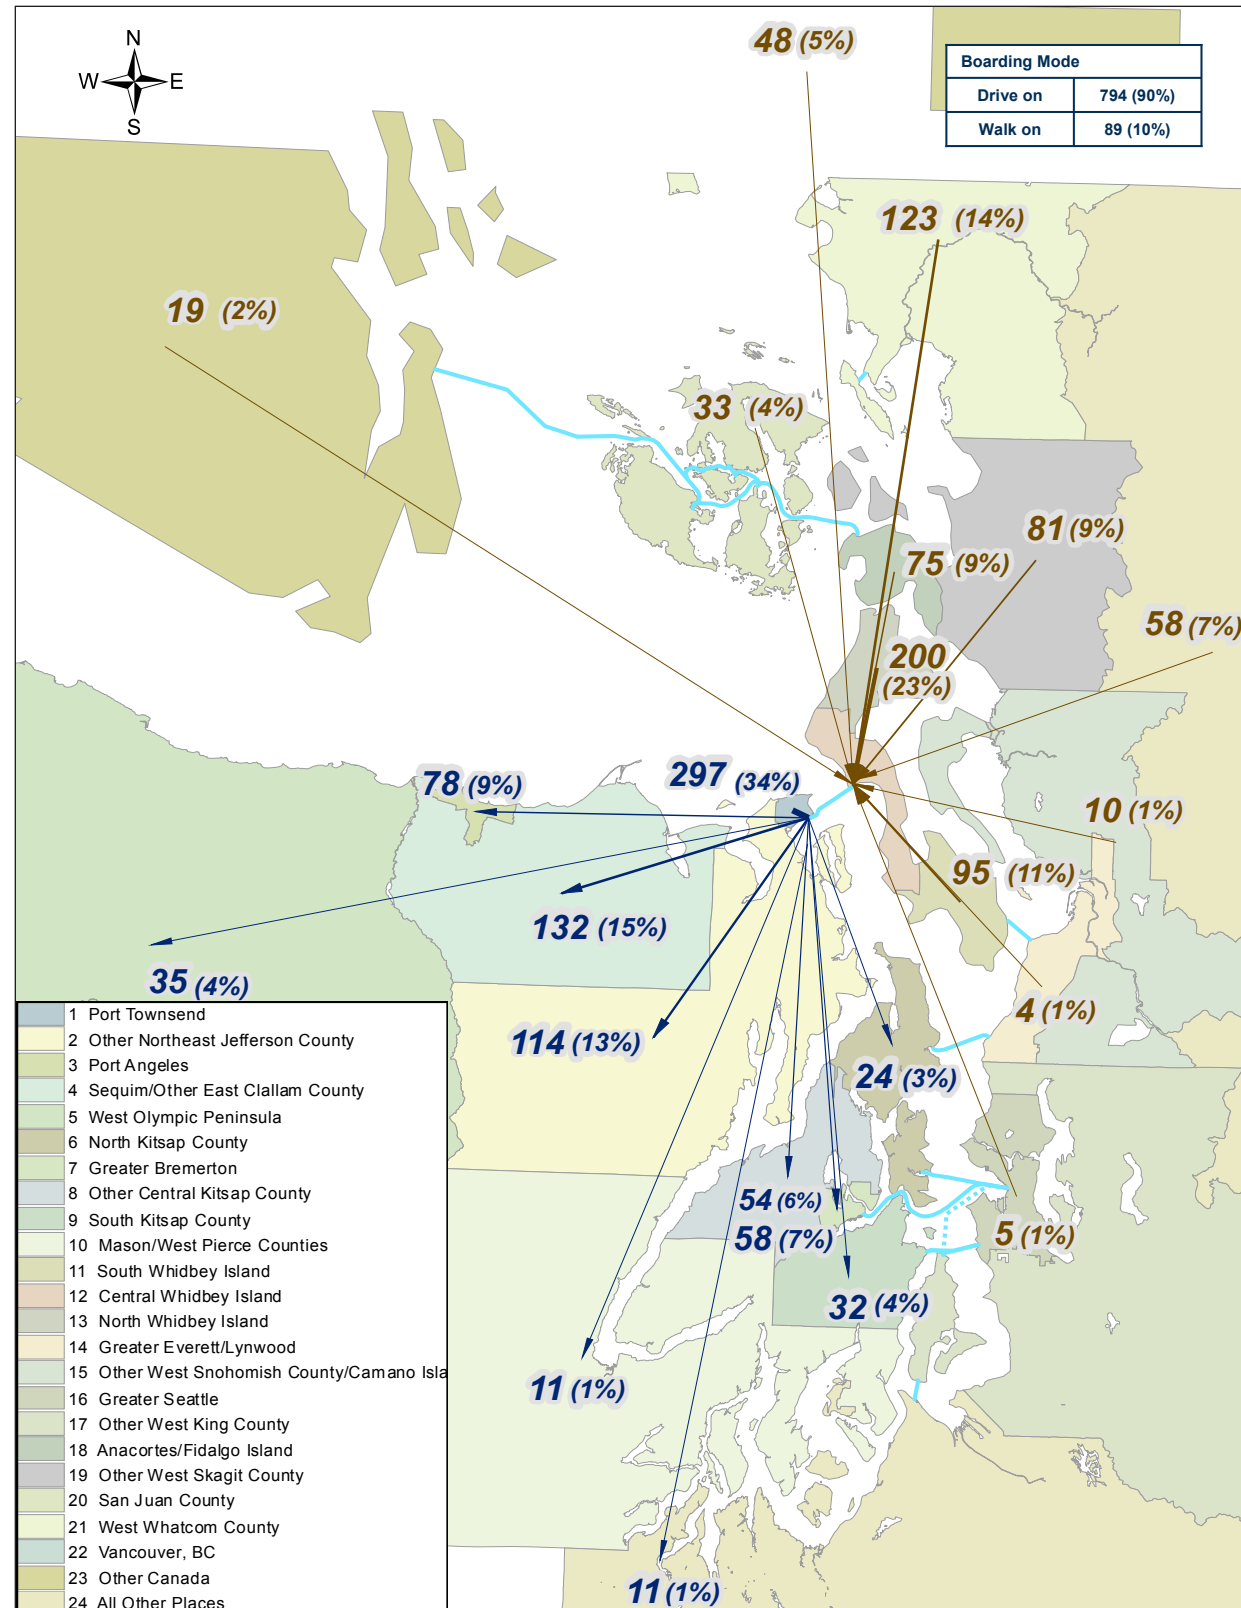 N
W E
S
48 (5%)
Boarding Mode
Drive on 794 (90%)
Walk on 89 (10%)
123 (14%)
19 (2%)
33 (4%)
81 (9%)
75 (9%)
58 (7%)
200
(23%)
297 (34%)
78 (9%)
10 (1%)
95 (11%)
132 (15%)
35 (4%)
4 (1%)
114 (13%)
24 (3%)
54 (6%)
58 (7%)
5 (1%)
32 (4%)
11 (1%)
11 (1%)
1 Port Townsend
2 Other Northeast Jefferson County
3 Port Angeles
4 Sequim/Other East Clallam County
5 West Olympic Peninsula
6 North Kitsap County
7 Greater Bremerton
8 Other Central Kitsap County
9 South Kitsap County
10 Mason/West Pierce Counties
11 South Whidbey Island
12 Central Whidbey Island
13 North Whidbey Island
14 Greater Everett/Lynwood
15 Other West Snohomish County/Camano Isla
16 Greater Seattle
17 Other West King County
18 Anacortes/Fidalgo Island
19 Other West Skagit County
20 San Juan County
21 West Whatcom County
22 Vancouver, BC
23 Other Canada
24 All Other Places